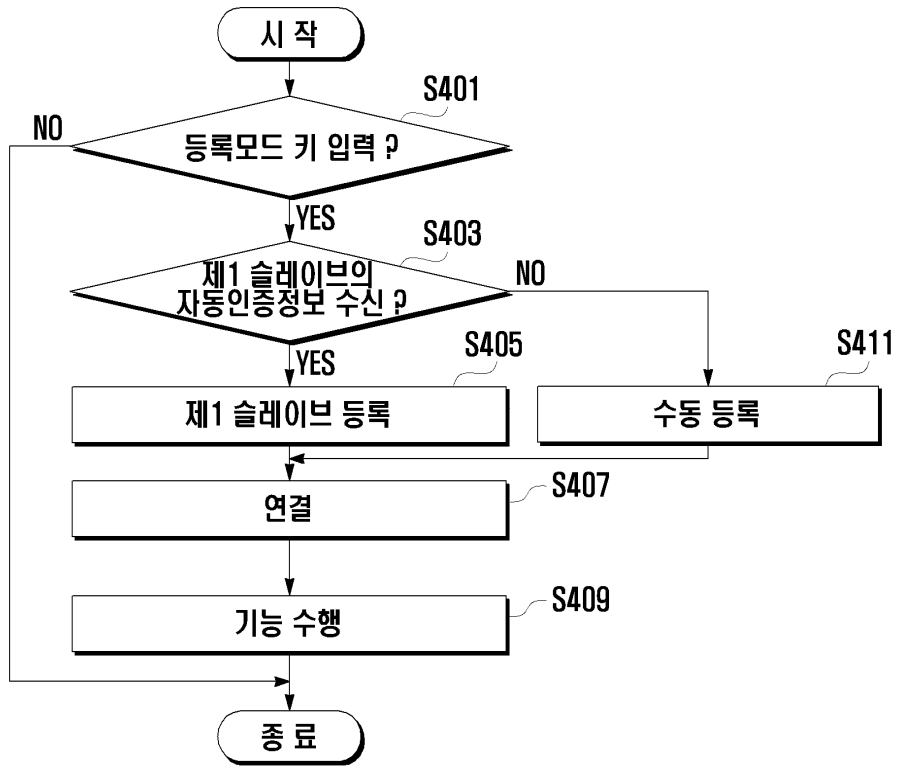 시 작
S401
NO
등록모드 키 입력 ?
YES
S403
제1 슬레이브의
자동인증정보 수신 ?
NO
YES
S405
S411
제1 슬레이브 등록
수동 등록
S407
연결
S409
기능 수행
종 료